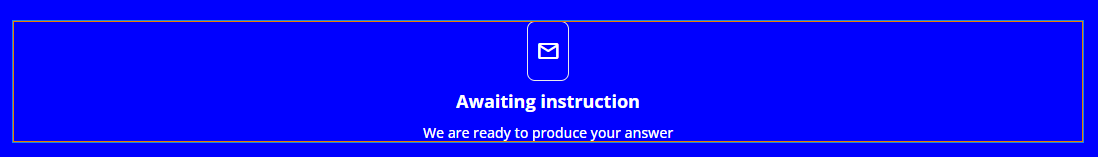 Awaiting instruction
We are ready to produce your answer